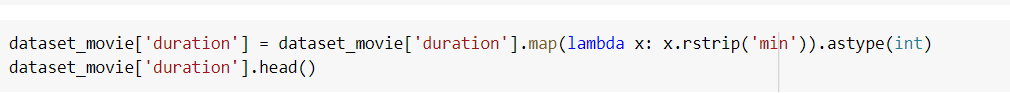 dataset_movie['duration'] = dataset_movie['duration'].map(lambda x: x.rstrip('min')).astype(int)
dataset_movie['duration'].head()